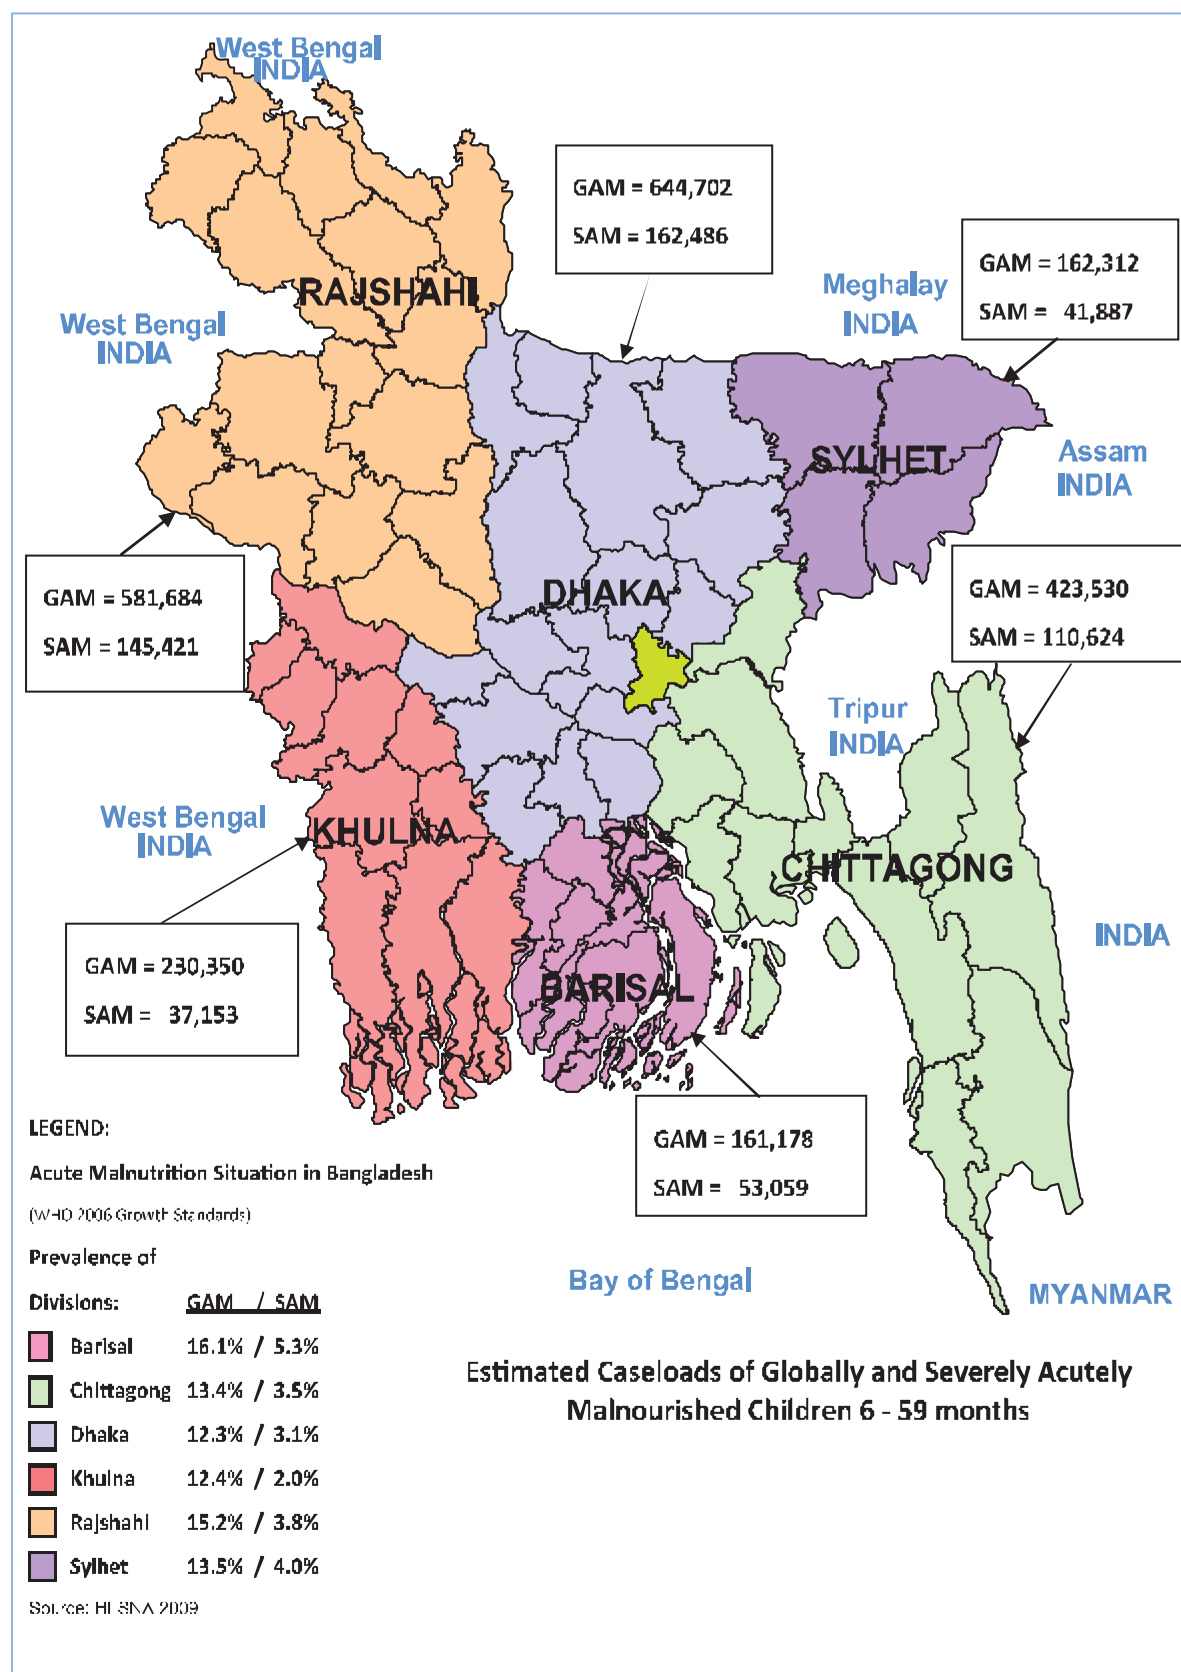 West Bengal
INDIA
GAM = 644,702
SAM = 162,486
GAM = 162,312
SAM = 41,887
Meghalay
INDIA
RAJSHAHI
West Bengal
INDIA
SYLHET
Assam
INDIA
GAM = 581,684
SAM = 145,421
DHAKA
GAM = 423,530
SAM = 110,624
Tripur
INDIA
West Bengal
INDIA
KHULNA
CHITTAGONG
INDIA
GAM = 230,350
SAM = 37,153
BARISAL
GAM = 161,178
SAM = 53,059
LEGEND:
Acute Malnutrition Situation in Bangladesh
(WHO 2006 Growth Standards)
Prevalence of
Divisions: GAM / SAM
Barisal 16.1% / 5.3%
Chittagong 13.4% / 3.5%
Dhaka 12.3% / 3.1%
Khulna 12.4% / 2.0%
Rajshahi 15.2% / 3.8%
Sylhet 13.5% / 4.0%
Source: HFSNA 2009
Bay of Bengal
MYANMAR
Estimated Caseloads of Globally and Severely Acutely
Malnourished Children 6 - 59 months